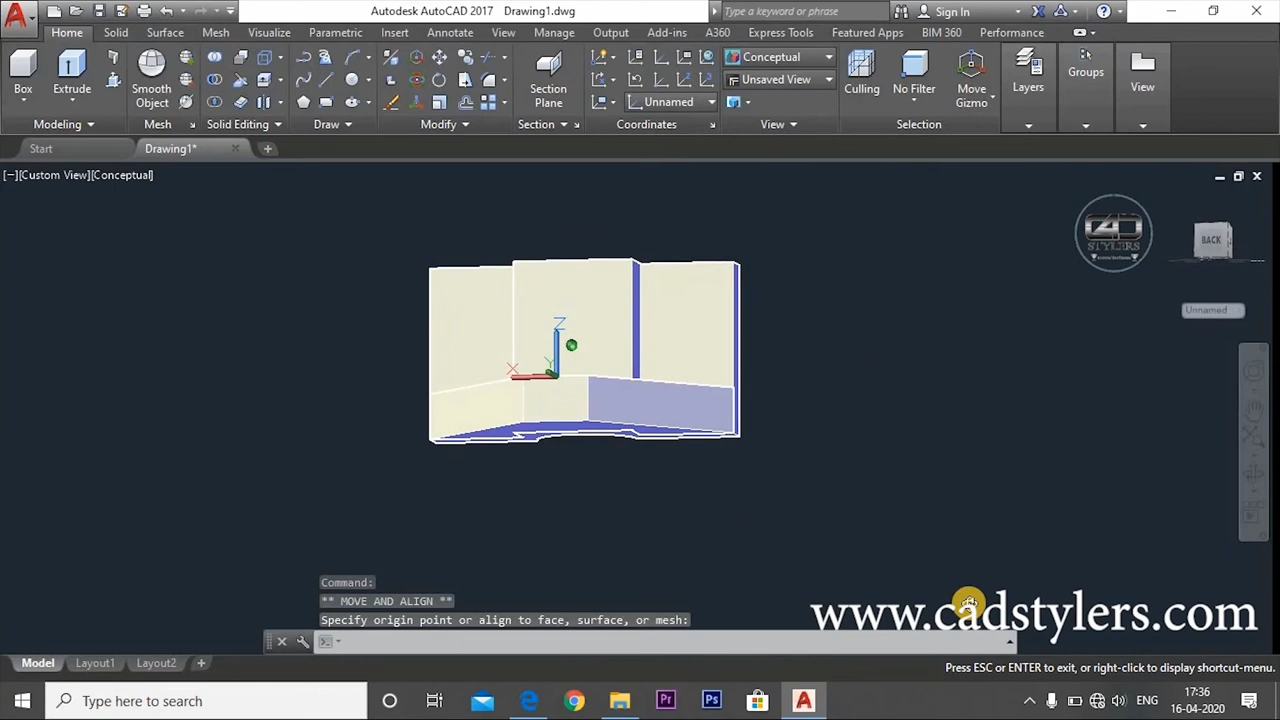 Autodesk AutoCAD 2017 Drawing1.dwg
Type a keyword or phrase
Sign In
Home Solid Surface Mesh Visualize Parametric Insert Annotate View Manage Output Add-ins A360 Express Tools Featured Apps BIM 360 Performance
Box Extrude Smooth Object Section Plane Conceptual Unsaved View Unnamed Culling No Filter Move Gizmo Layers Groups View
Modeling Mesh Solid Editing Draw Modify Section Coordinates View Selection
Start Drawing1*
[−][Custom View][Conceptual]
CAD
STYLERS
BACK
Unnamed
Z
X
Y
Command:
** MOVE AND ALIGN **
Specify origin point or align to face, surface, or mesh:
www.cadstylers.com
Model Layout1 Layout2
Press ESC or ENTER to exit, or right-click to display shortcut-menu.
Type here to search
Pr Ps A ENG 17:36
16-04-2020